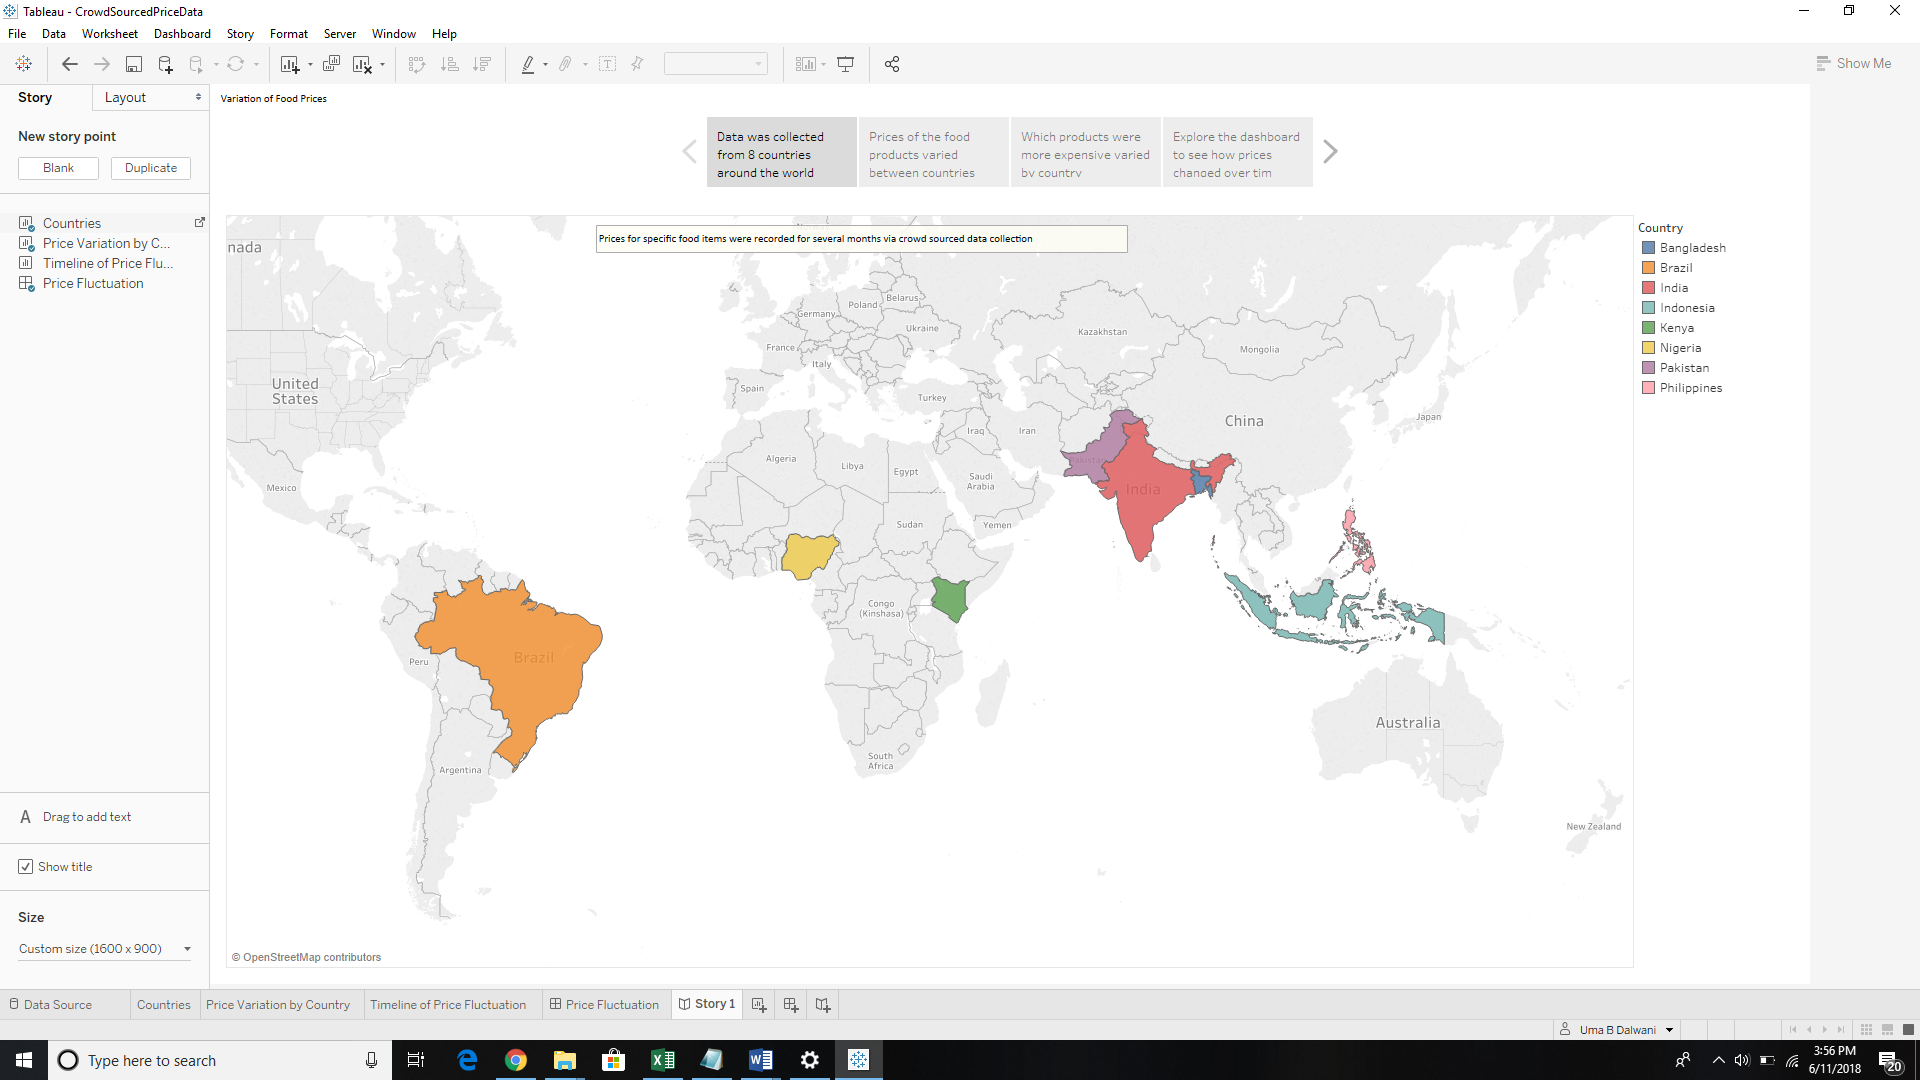 Tableau - CrowdSourcedPriceData
File Data Worksheet Dashboard Story Format Server Window Help
Show Me
Story Layout
New story point
Blank Duplicate
Countries
Price Variation by C...
Timeline of Price Flu...
Price Fluctuation
A Drag to add text
Show title
Size
Custom size (1600 x 900)
Variation of Food Prices
Data was collected
from 8 countries
around the world
Prices of the food
products varied
between countries
Which products were
more expensive varied
by country
Explore the dashboard
to see how prices
changed over tim
Prices for specific food items were recorded for several months via crowd sourced data collection
nada
United
States
Mexico
Peru
Brazil
Argentina
Poland
Belarus
Germany
Ukraine
France
Italy
Spain
Turkey
Kazakhstan
Mongolia
China
Japan
Iraq
Iran
Pakistan
India
Algeria
Libya
Egypt
Saudi
Arabia
Sudan
Yemen
Congo
(Kinshasa)
South
Africa
Australia
New Zealand
© OpenStreetMap contributors
Country
Bangladesh
Brazil
India
Indonesia
Kenya
Nigeria
Pakistan
Philippines
Data Source Countries Price Variation by Country Timeline of Price Fluctuation Price Fluctuation Story 1
Uma B Dalwani
Type here to search
3:56 PM
6/11/2018
20